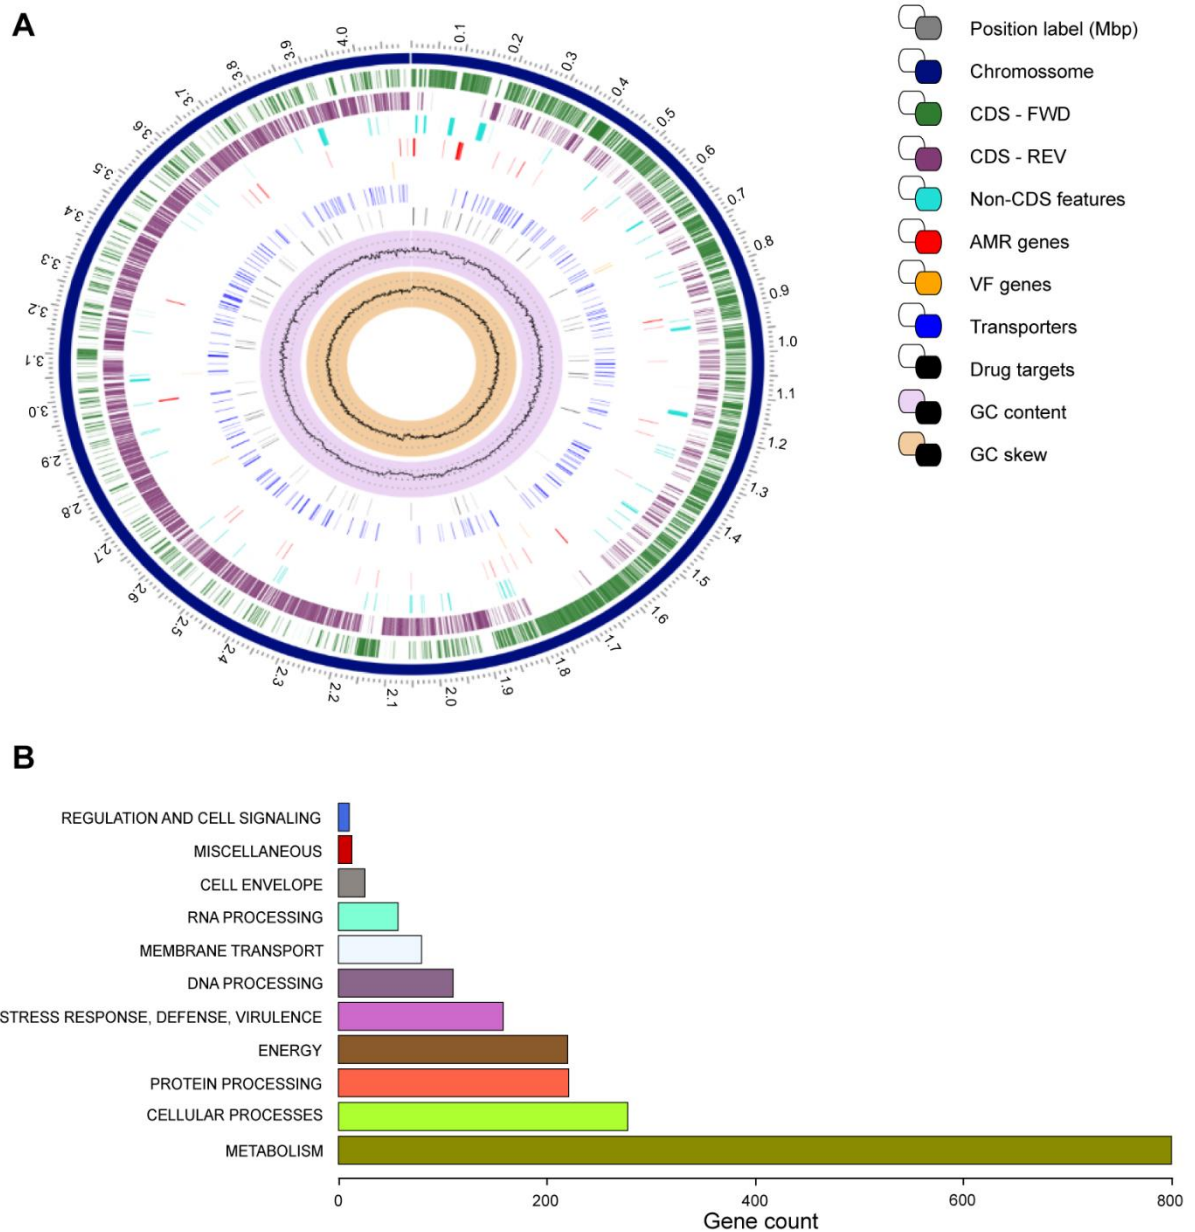 A
0.1
0.2
0.3
0.4
0.5
0.6
0.7
0.8
0.9
1.0
1.1
1.2
1.3
1.4
1.5
1.6
1.7
1.8
1.9
2.0
2.1
2.2
2.3
2.4
2.5
2.6
2.7
2.8
2.9
3.0
3.1
3.2
3.3
3.4
3.5
3.6
3.7
3.8
3.9
4.0
Position label (Mbp)
Chromossome
CDS - FWD
CDS - REV
Non-CDS features
AMR genes
VF genes
Transporters
Drug targets
GC content
GC skew
B
REGULATION AND CELL SIGNALING
MISCELLANEOUS
CELL ENVELOPE
RNA PROCESSING
MEMBRANE TRANSPORT
DNA PROCESSING
STRESS RESPONSE, DEFENSE, VIRULENCE
ENERGY
PROTEIN PROCESSING
CELLULAR PROCESSES
METABOLISM
0 200 400 600 800
Gene count